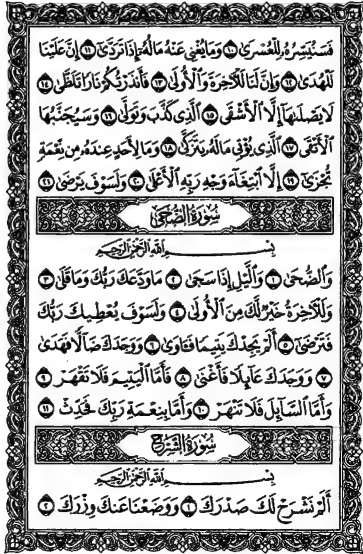 فَسَنُيَسِّرُهُۥ لِلْعُسْرَىٰ ١٠ وَمَا يُغْنِى عَنْهُ مَالُهُۥٓ إِذَا تَرَدَّىٰٓ ١١ إِنَّ عَلَيْنَا
لَلْهُدَىٰ ١٢ وَإِنَّ لَنَا لَلْـَٔاخِرَةَ وَٱلْأُولَىٰ ١٣ فَأَنذَرْتُكُمْ نَارًا تَلَظَّىٰ ١٤
لَا يَصْلَىٰهَآ إِلَّا ٱلْأَشْقَى ١٥ ٱلَّذِى كَذَّبَ وَتَوَلَّىٰ ١٦ وَسَيُجَنَّبُهَا
ٱلْأَتْقَى ١٧ ٱلَّذِى يُؤْتِى مَالَهُۥ يَتَزَكَّىٰ ١٨ وَمَا لِأَحَدٍ عِندَهُۥ مِن نِّعْمَةٍ
تُجْزَىٰٓ ١٩ إِلَّا ٱبْتِغَآءَ وَجْهِ رَبِّهِ ٱلْأَعْلَىٰ ٢٠ وَلَسَوْفَ يَرْضَىٰ ٢١
سُورَةُ الضُّحَىٰ
بِسْمِ ٱللَّهِ ٱلرَّحْمَٰنِ ٱلرَّحِيمِ
وَٱلضُّحَىٰ ١ وَٱلَّيْلِ إِذَا سَجَىٰ ٢ مَا وَدَّعَكَ رَبُّكَ وَمَا قَلَىٰ ٣
وَلَلْـَٔاخِرَةُ خَيْرٌ لَّكَ مِنَ ٱلْأُولَىٰ ٤ وَلَسَوْفَ يُعْطِيكَ رَبُّكَ
فَتَرْضَىٰٓ ٥ أَلَمْ يَجِدْكَ يَتِيمًا فَـَٔاوَىٰ ٦ وَوَجَدَكَ ضَآلًّا فَهَدَىٰ
٧ وَوَجَدَكَ عَآئِلًا فَأَغْنَىٰ ٨ فَأَمَّا ٱلْيَتِيمَ فَلَا تَقْهَرْ ٩
وَأَمَّا ٱلسَّآئِلَ فَلَا تَنْهَرْ ١٠ وَأَمَّا بِنِعْمَةِ رَبِّكَ فَحَدِّثْ ١١
سُورَةُ الشَّرْحِ
بِسْمِ ٱللَّهِ ٱلرَّحْمَٰنِ ٱلرَّحِيمِ
أَلَمْ نَشْرَحْ لَكَ صَدْرَكَ ١ وَوَضَعْنَا عَنكَ وِزْرَكَ ٢